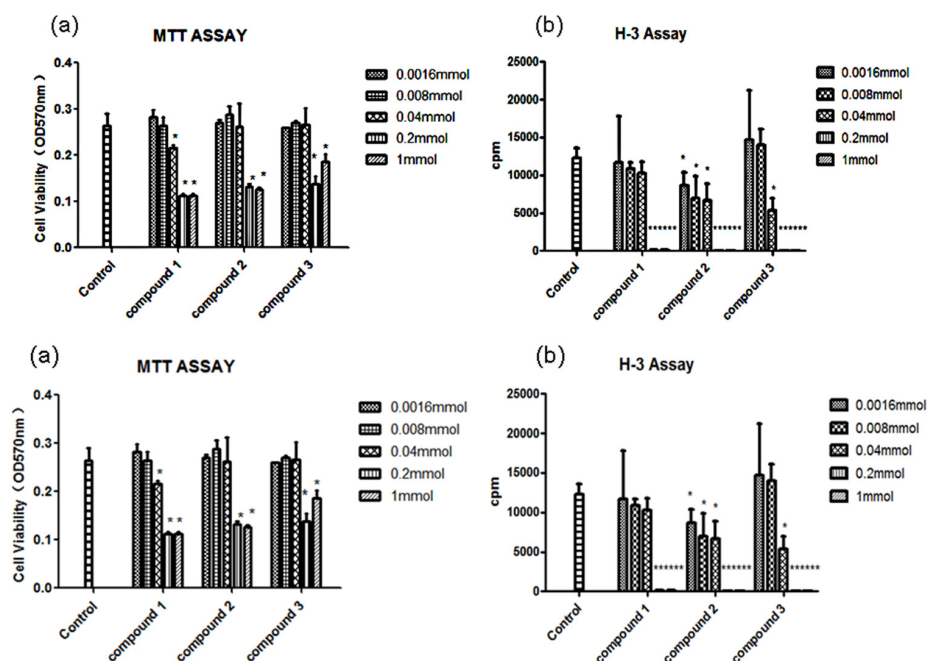 (a)
MTT ASSAY
Cell Viability (OD570nm)
0.4
0.3
0.2
0.1
0.0
* * * * * * *
Control
compound 1
compound 2
compound 3
0.0016mmol
0.008mmol
0.04mmol
0.2mmol
1mmol
(b)
H-3 Assay
cpm
25000
20000
15000
10000
5000
0
****** * * * ****** * ******
Control
compound 1
compound 2
compound 3
0.0016mmol
0.008mmol
0.04mmol
0.2mmol
1mmol
(a)
MTT ASSAY
Cell Viability (OD570nm)
0.4
0.3
0.2
0.1
0.0
* * * * * * *
Control
compound 1
compound 2
compound 3
0.0016mmol
0.008mmol
0.04mmol
0.2mmol
1mmol
(b)
H-3 Assay
cpm
25000
20000
15000
10000
5000
0
****** * * * ****** * ******
Control
compound 1
compound 2
compound 3
0.0016mmol
0.008mmol
0.04mmol
0.2mmol
1mmol